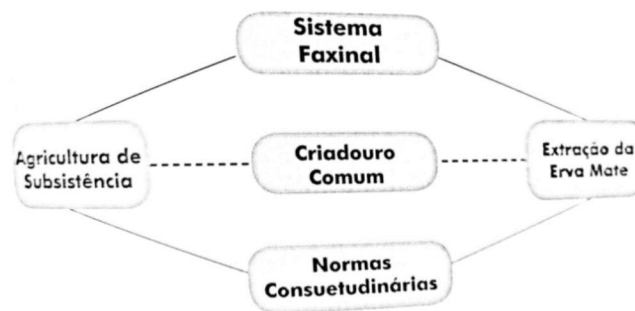 Sistema
Faxinal
Agricultura de
Subsistência
Criadouro
Comum
Extração da
Erva Mate
Normas
Consuetudinárias